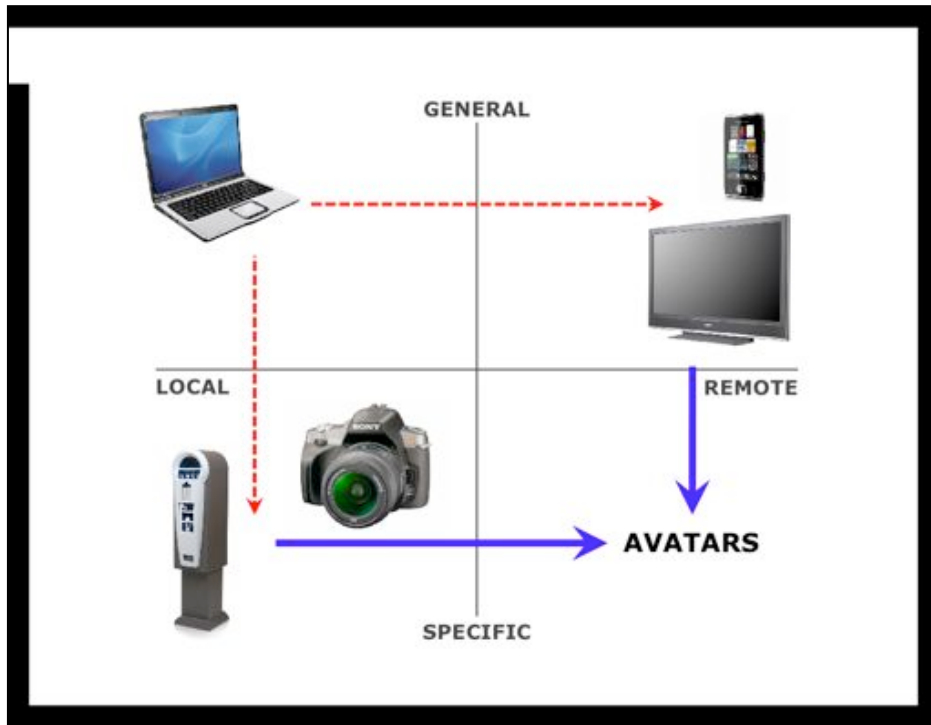 GENERAL
LOCAL
REMOTE
SONY
AVATARS
SPECIFIC